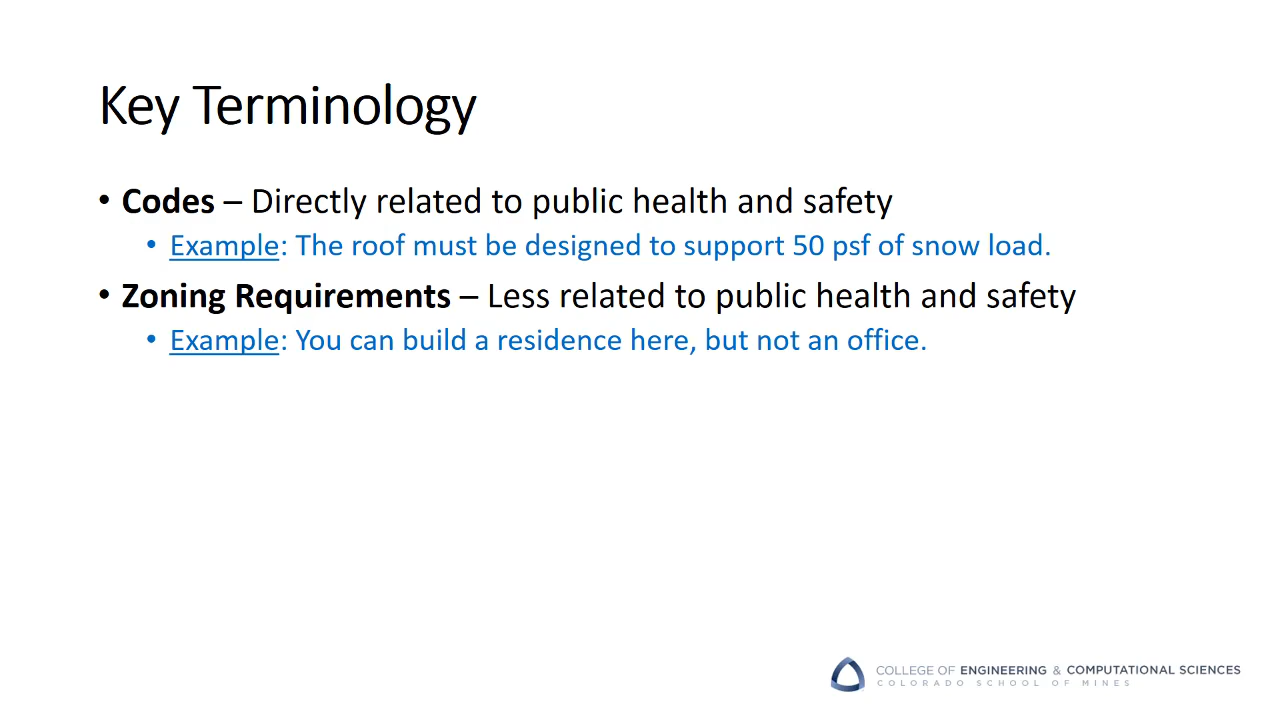 Key Terminology
• Codes – Directly related to public health and safety
• Example: The roof must be designed to support 50 psf of snow load.
• Zoning Requirements – Less related to public health and safety
• Example: You can build a residence here, but not an office.
COLLEGE OF ENGINEERING & COMPUTATIONAL SCIENCES
COLORADO SCHOOL OF MINES